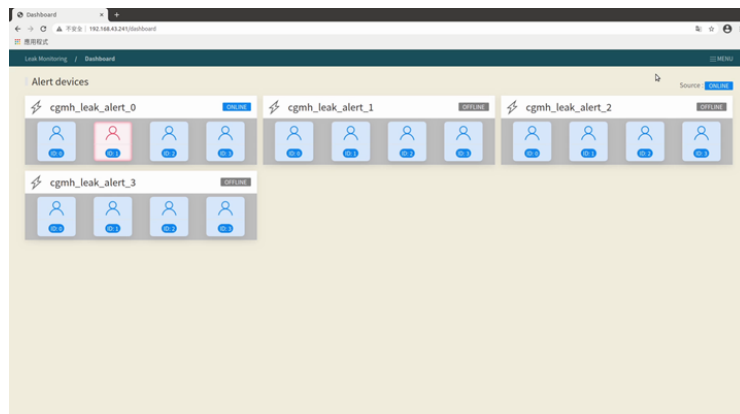 Dashboard
不安全 | 192.168.43.241/dashboard
應用程式
Leak Monitoring / Dashboard
MENU
Alert devices
Source ONLINE
cgmh_leak_alert_0 ONLINE
ID: 0 ID: 1 ID: 2 ID: 3
cgmh_leak_alert_1 OFFLINE
ID: 0 ID: 1 ID: 2 ID: 3
cgmh_leak_alert_2 OFFLINE
ID: 0 ID: 1 ID: 2 ID: 3
cgmh_leak_alert_3 OFFLINE
ID: 0 ID: 1 ID: 2 ID: 3